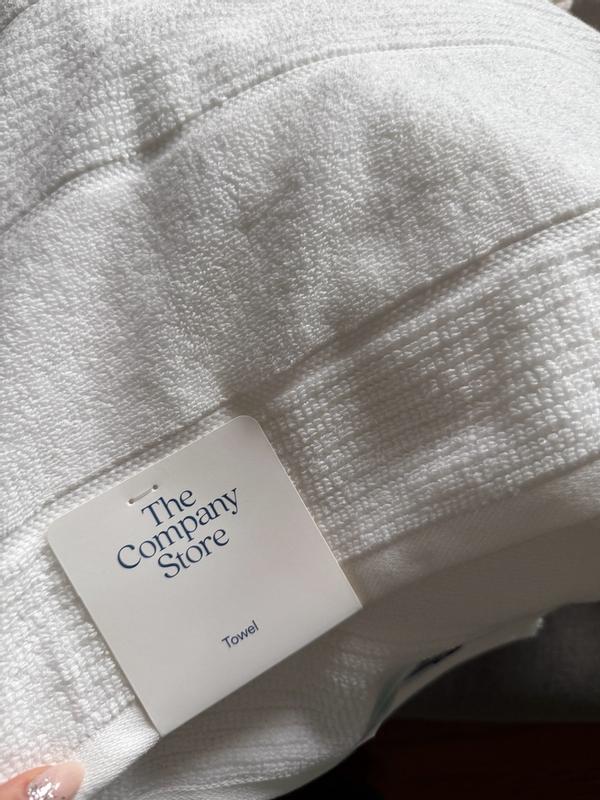 The
Company
Store
Towel